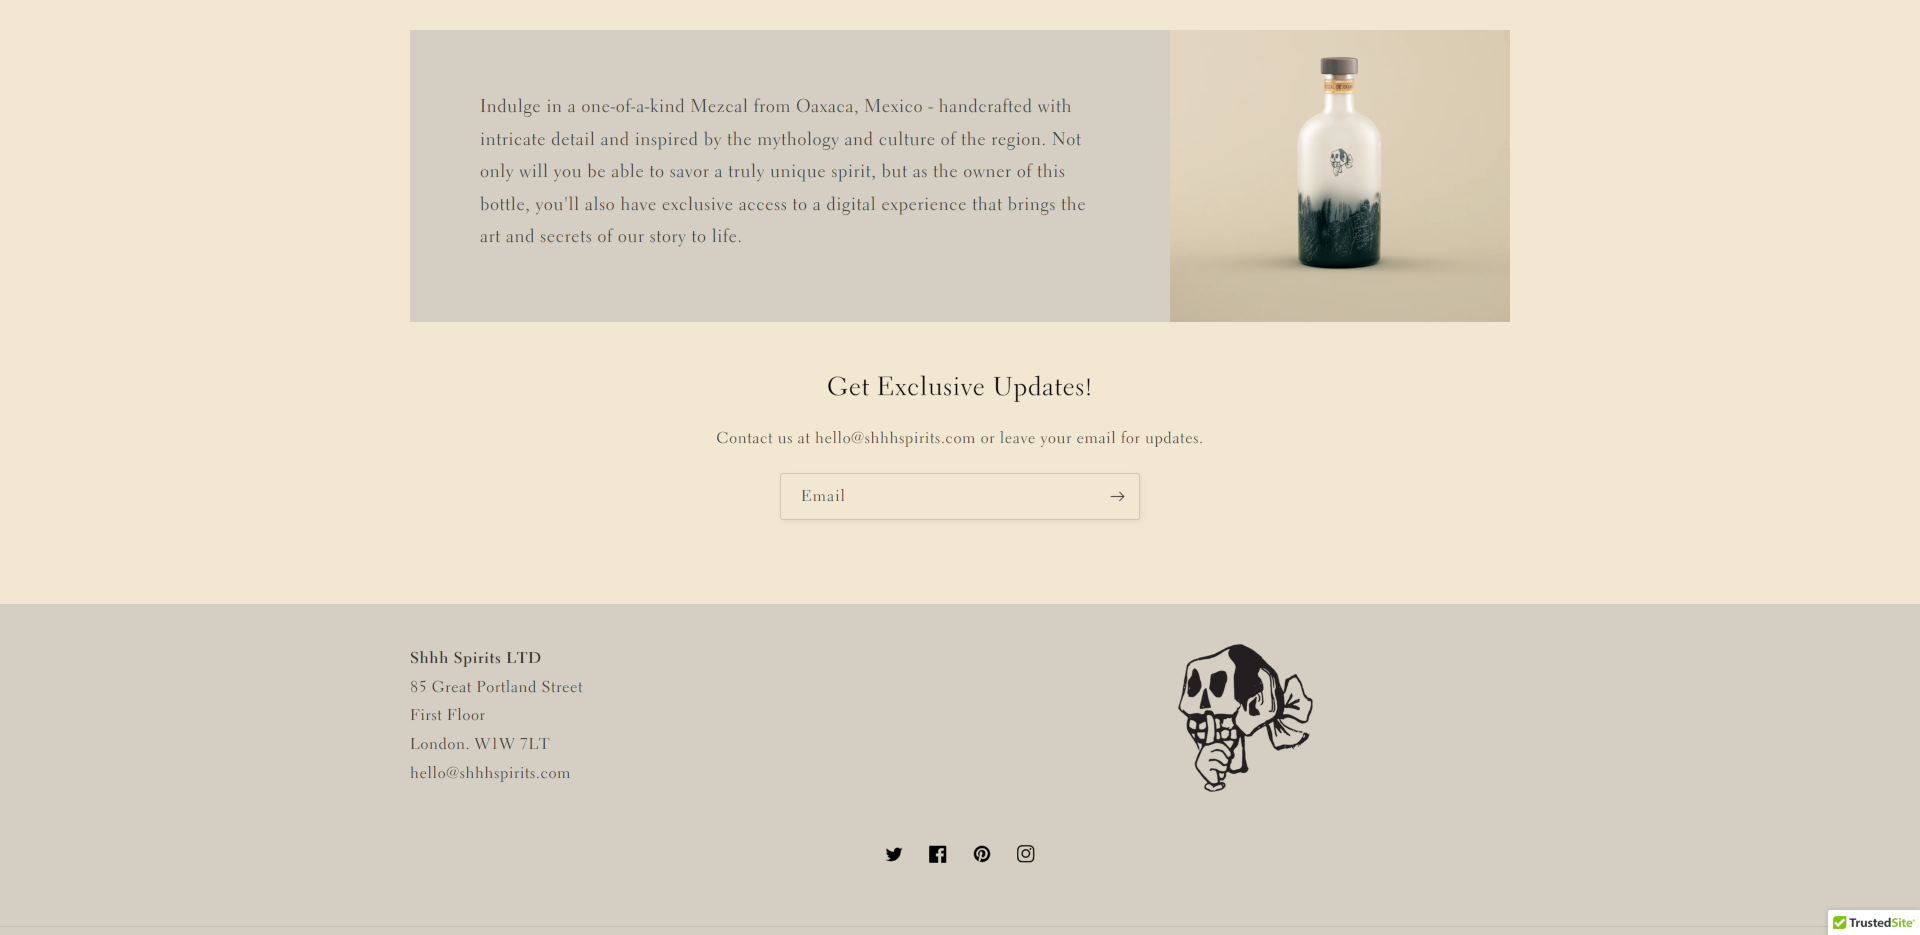 Indulge in a one-of-a-kind Mezcal from Oaxaca, Mexico - handcrafted with
intricate detail and inspired by the mythology and culture of the region. Not
only will you be able to savor a truly unique spirit, but as the owner of this
bottle, you'll also have exclusive access to a digital experience that brings the
art and secrets of our story to life.
Get Exclusive Updates!
Contact us at hello@shhhspirits.com or leave your email for updates.
Email
Shhh Spirits LTD
85 Great Portland Street
First Floor
London. W1W 7LT
hello@shhhspirits.com
TrustedSite